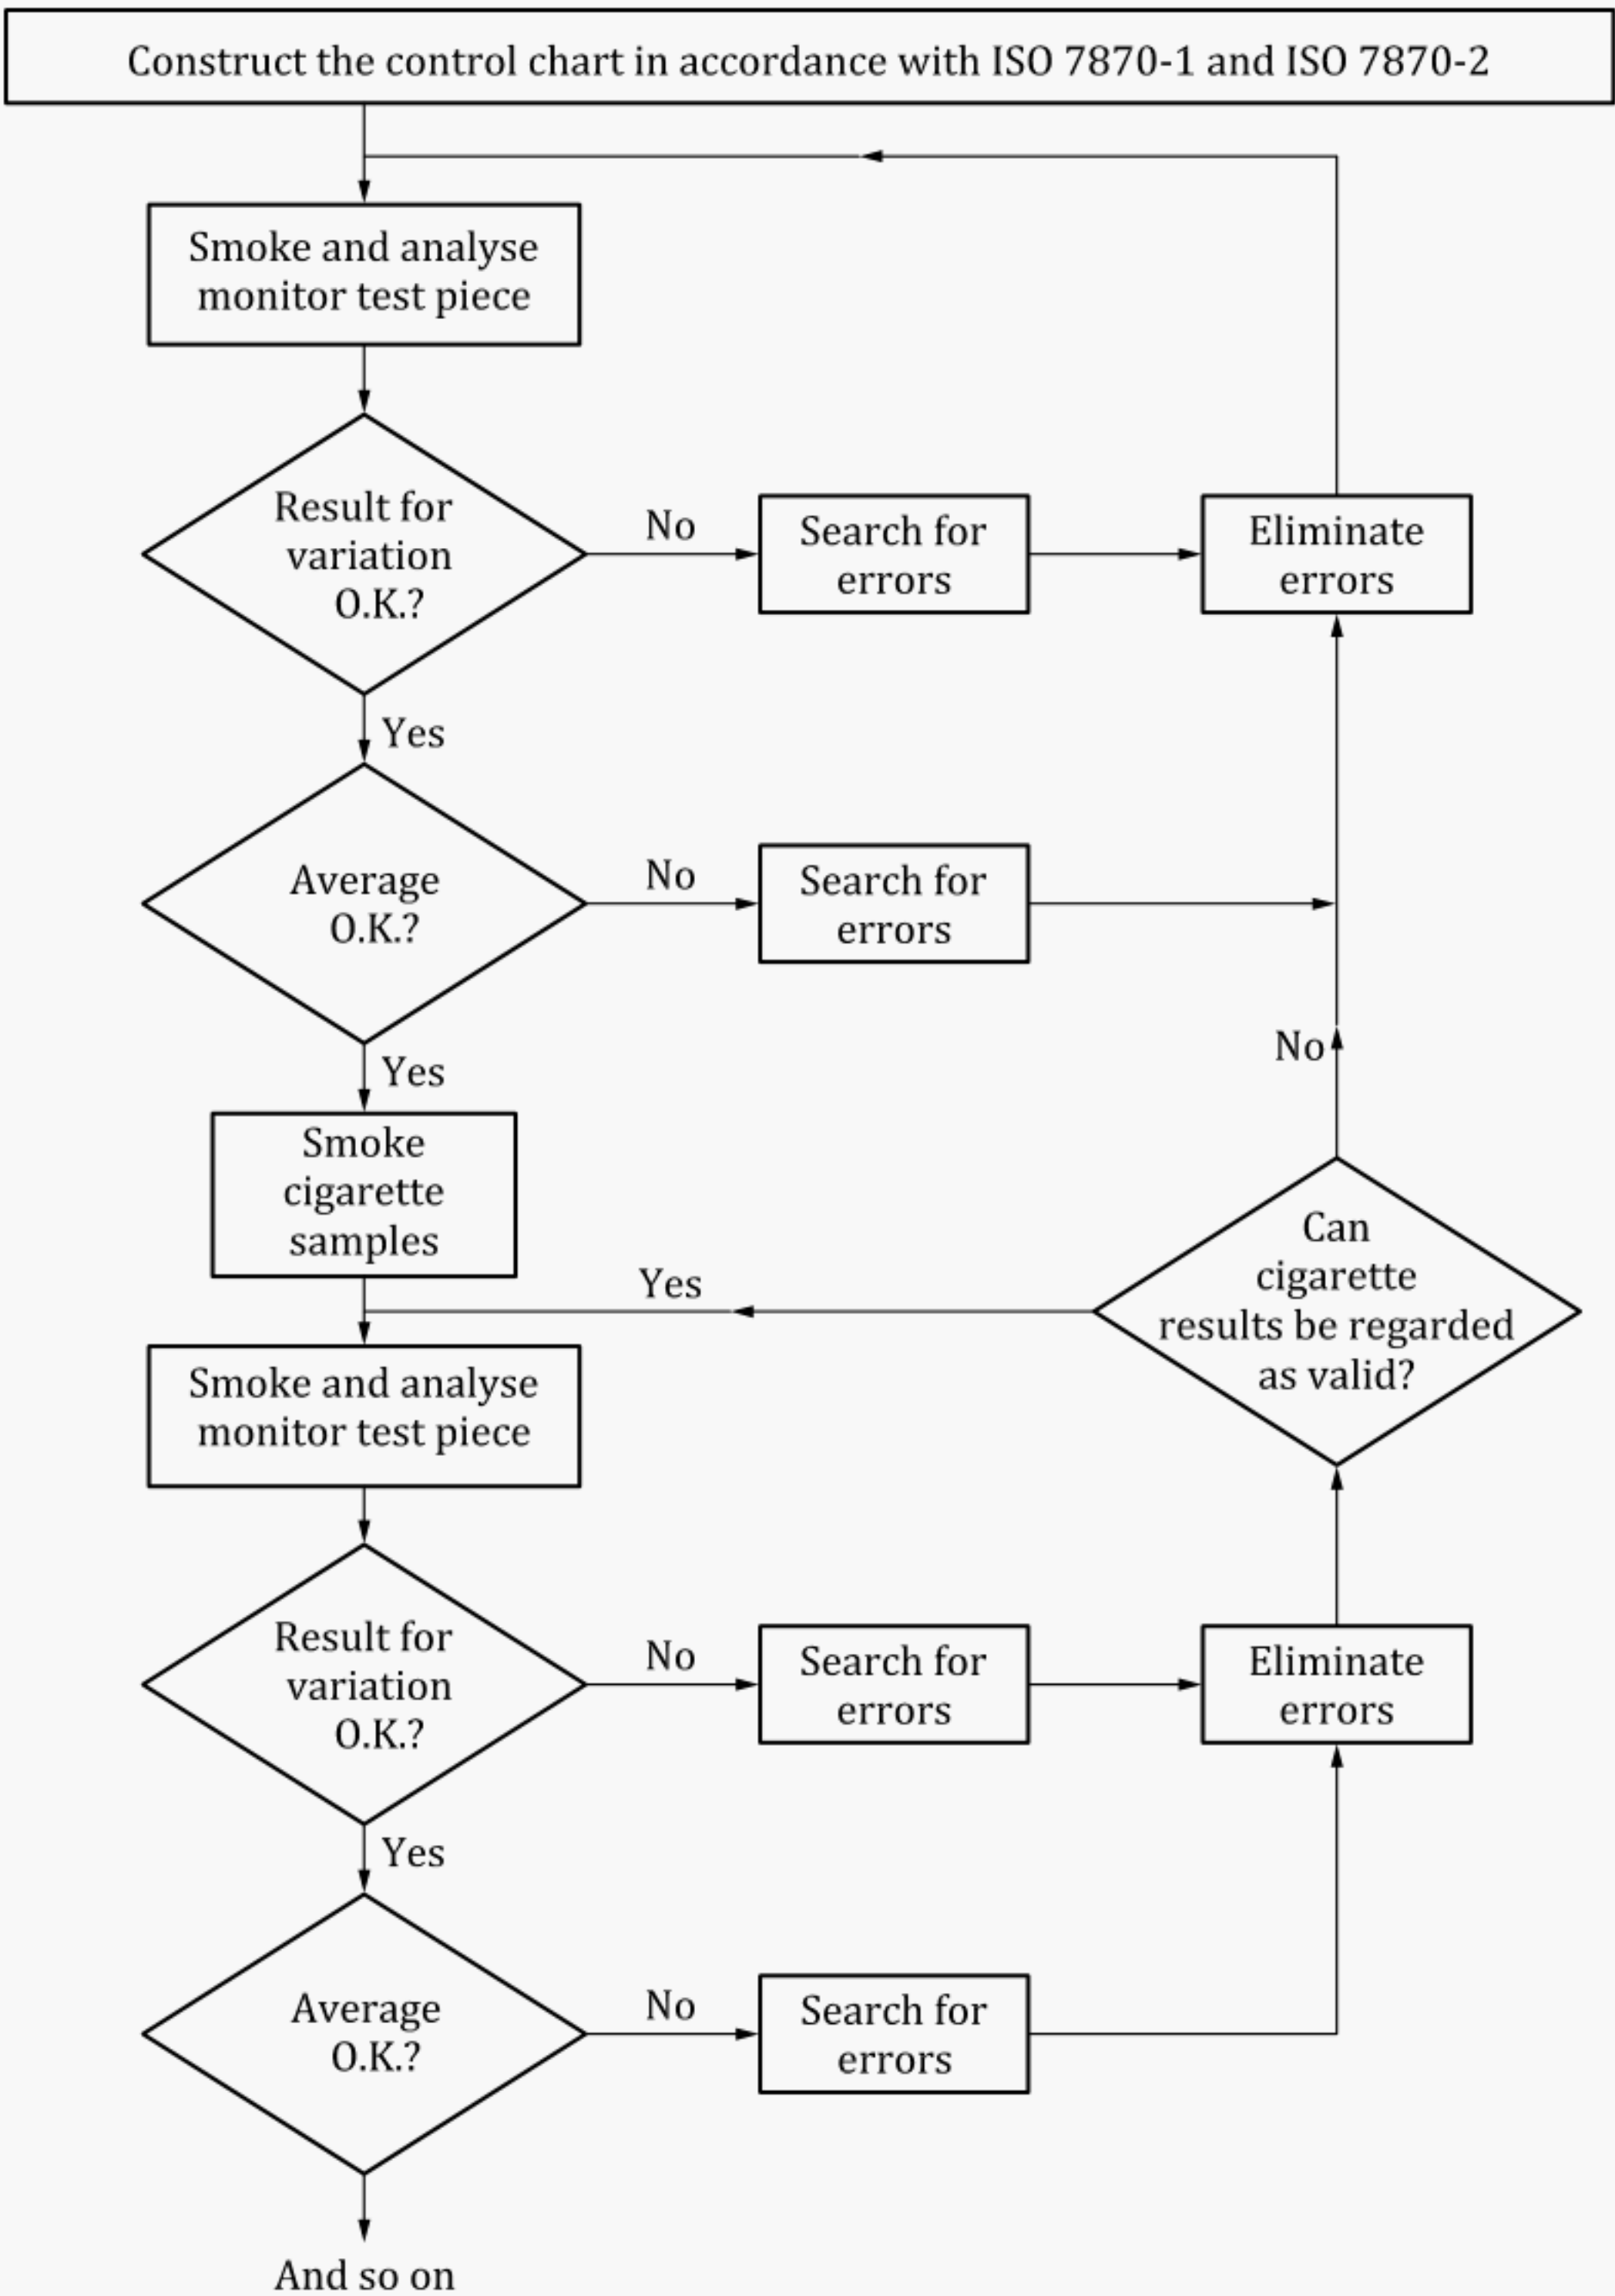 Construct the control chart in accordance with ISO 7870-1 and ISO 7870-2
Smoke and analyse
monitor test piece
Result for
variation
O.K.?
No
Search for
errors
Eliminate
errors
Yes
Average
O.K.?
No
Search for
errors
Yes
No
Smoke
cigarette
samples
Can
cigarette
results be regarded
as valid?
Yes
Smoke and analyse
monitor test piece
Result for
variation
O.K.?
No
Search for
errors
Eliminate
errors
Yes
Average
O.K.?
No
Search for
errors
And so on